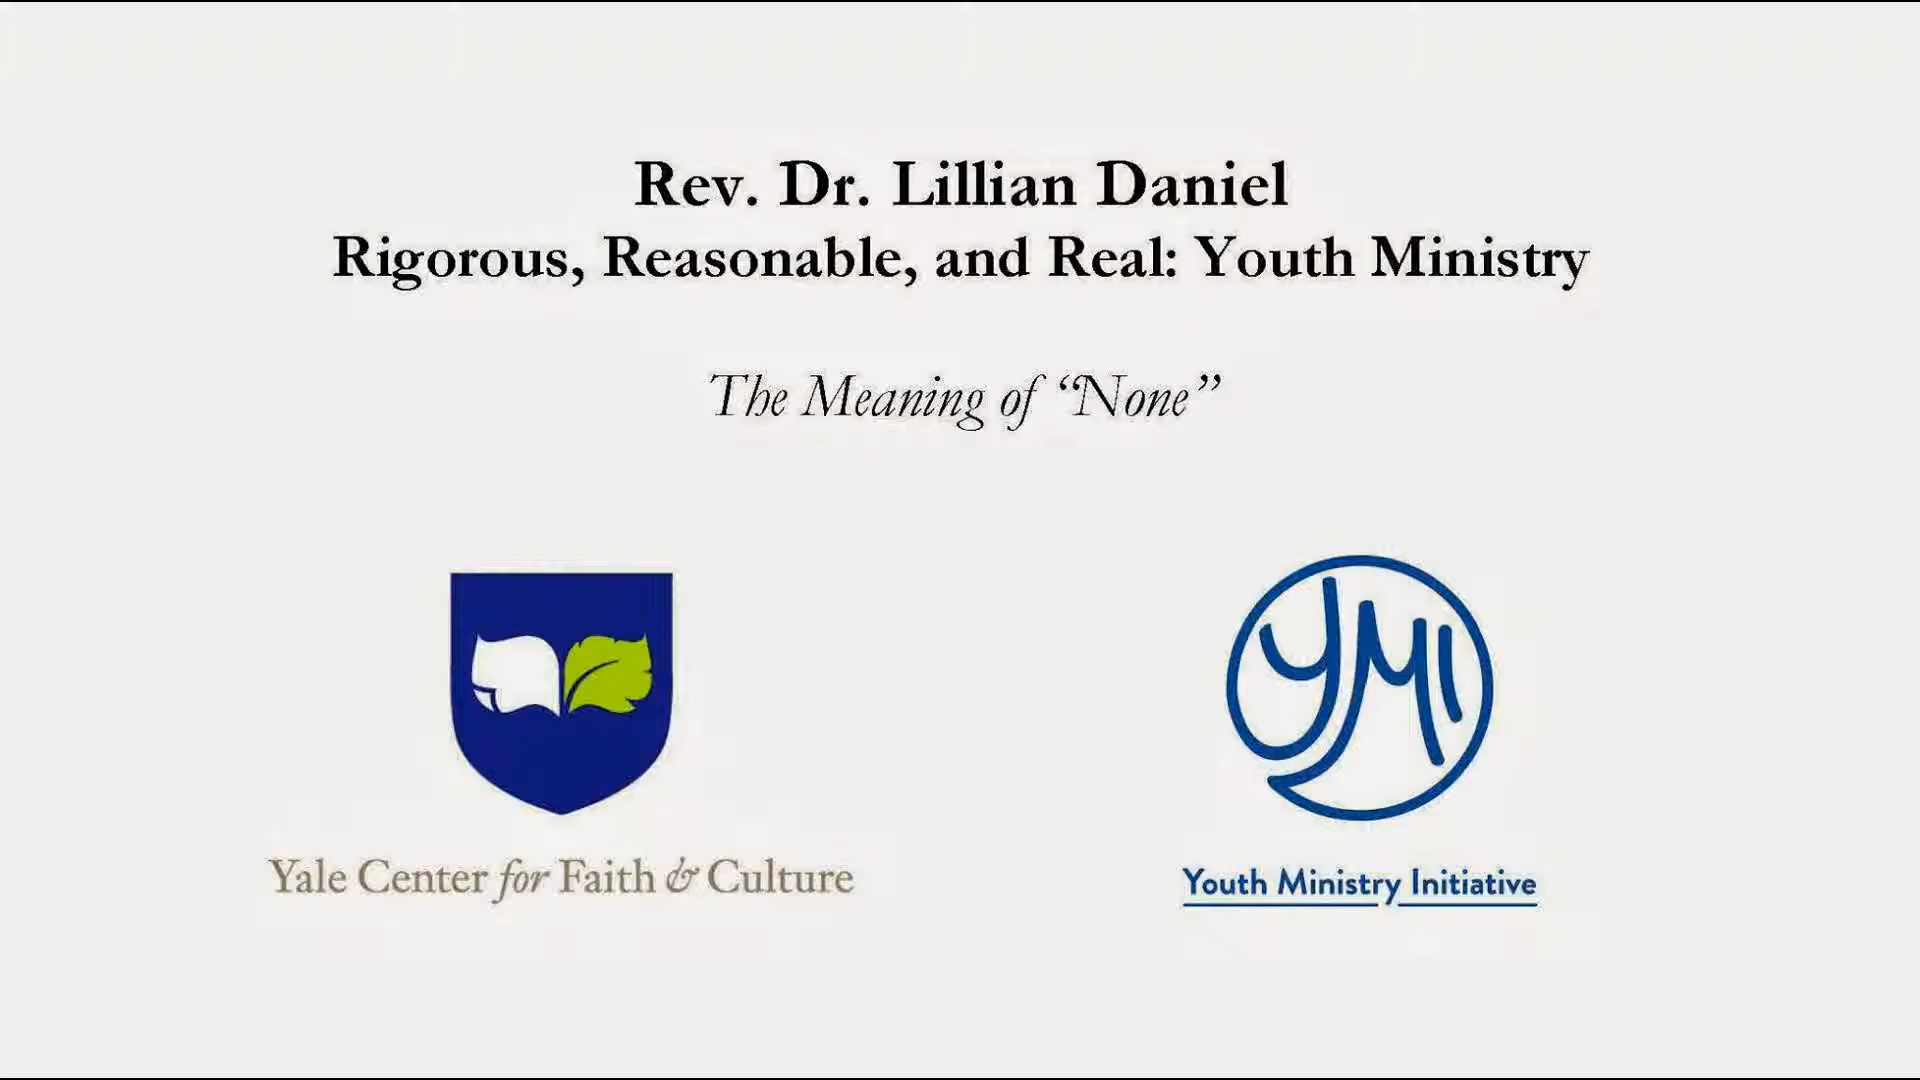 Rev. Dr. Lillian Daniel
Rigorous, Reasonable, and Real: Youth Ministry
The Meaning of “None”
YMI
Yale Center for Faith & Culture
Youth Ministry Initiative